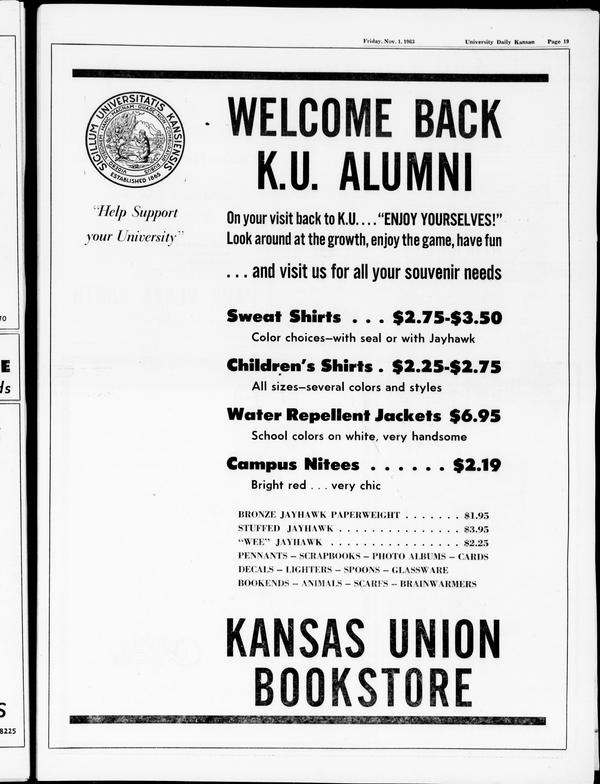 Friday, Nov. 1, 1963 University Daily Kansan Page 19
SIGILLUM UNIVERSITATIS KANSIENSIS
ESTABLISHED 1865
"Help Support
your University"
WELCOME BACK
K.U. ALUMNI
On your visit back to K.U.... "ENJOY YOURSELVES!"
Look around at the growth, enjoy the game, have fun
... and visit us for all your souvenir needs
Sweat Shirts ... $2.75-$3.50
Color choices—with seal or with Jayhawk
Children's Shirts . $2.25-$2.75
All sizes—several colors and styles
Water Repellent Jackets $6.95
School colors on white, very handsome
Campus Nitees ...... $2.19
Bright red ... very chic
BRONZE JAYHAWK PAPERWEIGHT ....... $1.95
STUFFED JAYHAWK ............... $3.95
"WEE" JAYHAWK ................ $2.25
PENNANTS — SCRAPBOOKS — PHOTO ALBUMS — CARDS
DECALS — LIGHTERS — SPOONS — GLASSWARE
BOOKENDS — ANIMALS — SCARFS — BRAINWARMERS
KANSAS UNION
BOOKSTORE
8225